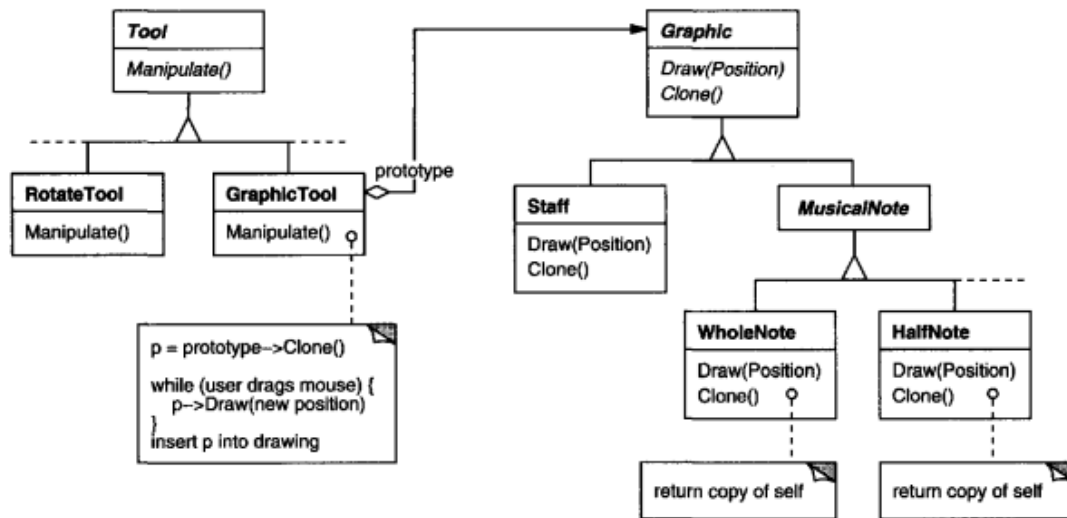 Tool
Manipulate()
Graphic
Draw(Position)
Clone()
prototype
RotateTool
Manipulate()
GraphicTool
Manipulate()
Staff
Draw(Position)
Clone()
MusicalNote
p = prototype–>Clone()
while (user drags mouse) {
p–>Draw(new position)
}
insert p into drawing
WholeNote
Draw(Position)
Clone()
HalfNote
Draw(Position)
Clone()
return copy of self
return copy of self